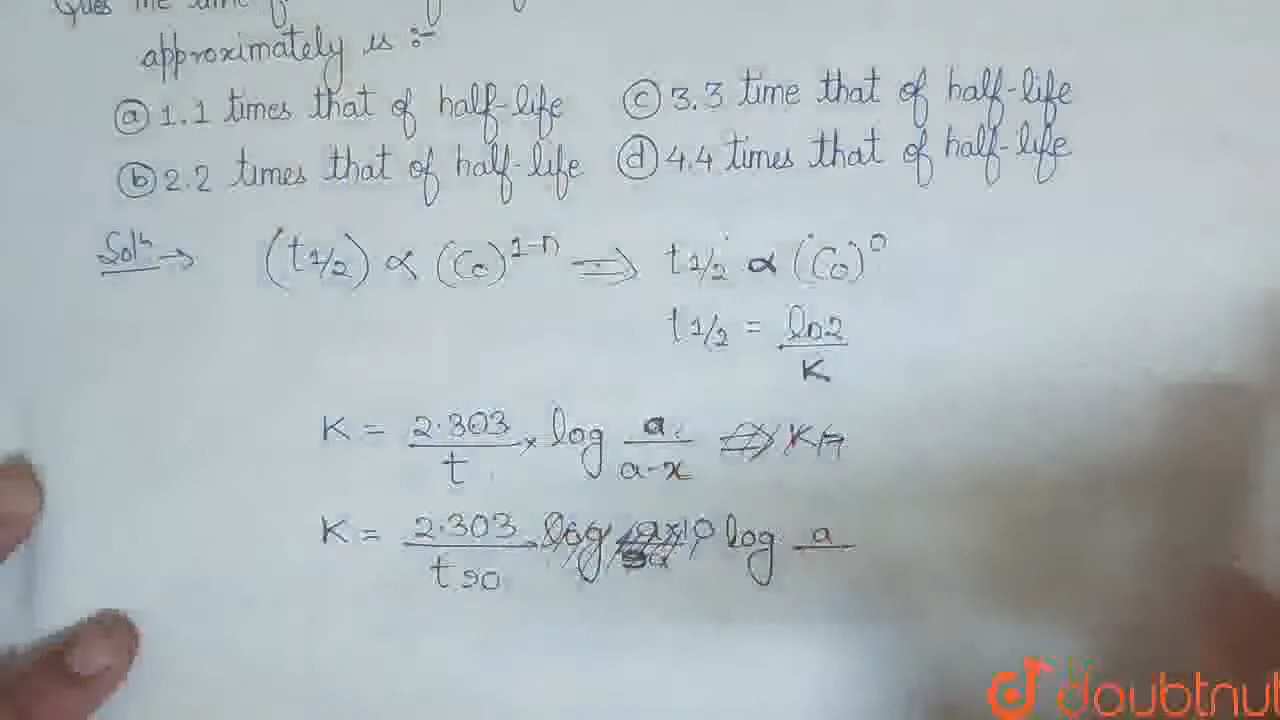 approximately is :-
ⓐ 1.1 times that of half-life ⓒ 3.3 time that of half-life
ⓑ 2.2 times that of half-life ⓓ 4.4 times that of half-life
Solⁿ → (t1/2) ∝ (C₀)^1-n ⇒ t1/2 ∝ (C₀)^0
t1/2 = ln2/K
K = 2.303/t × log a/a-x
K = 2.303/t90 log a
doubtnut